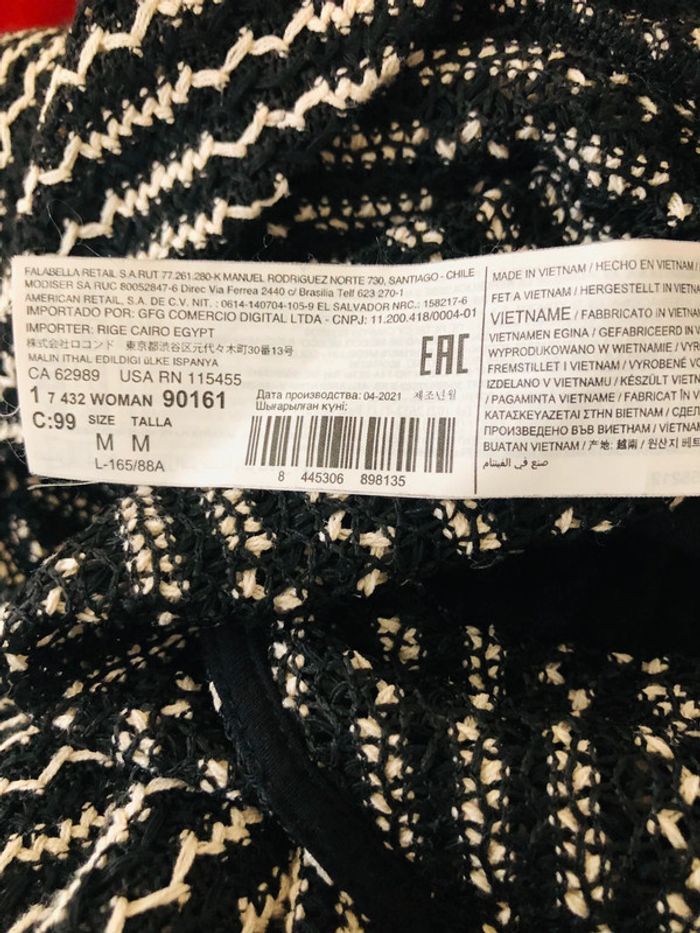 FALABELLA RETAIL S.A.RUT 77.261.280-K MANUEL RODRIGUEZ NORTE 730, SANTIAGO - CHILE
MODISER SA RUC 80052847-6 Direc Via Ferrea 2440 c/ Brasilia Telf 623 270-1
AMERICAN RETAIL, S.A. DE C.V. NIT. : 0614-140704-105-9 EL SALVADOR NRC.: 158217-6
IMPORTADO POR: GFG COMERCIO DIGITAL LTDA - CNPJ: 11.200.418/0004-01
IMPORTER: RIGE CAIRO EGYPT
株式会社ロコンド 東京都渋谷区元代々木町30番13号
MALIN ITHAL EDILDIGI ÜLKE ISPANYA
CA 62989 USA RN 115455
EAC
1 7 432 WOMAN 90161
C:99 SIZE TALLA
M M
L-165/88A
Дата производства: 04-2021 제조년월
Шығарылған күні:
8 445306 898135
MADE IN VIETNAM / HECHO EN VIETNAM /
FET A VIETNAM / HERGESTELLT IN
VIETNAME / FABBRICATO IN
VIETNAMEN EGINA / GEFABRICEERD IN
WYPRODUKOWANO W WIETNAMIE /
FREMSTILLET I VIETNAM / VYROBENÉ
IZDELANO V VIETNAMU / KÉSZÜLT
/ PAGAMINTA VIETNAME / FABRICAT ÎN
ΚΑΤΑΣΚΕΥΑΖΕΤΑΙ ΣΤΗΝ ΒΙΕΤΝΑΜ /
ПРОИЗВЕДЕНО ВЪВ ВИЕТНАМ /
BUATAN VIETNAM / 产地: 越南 / 원산지
صنع في الفيتنام